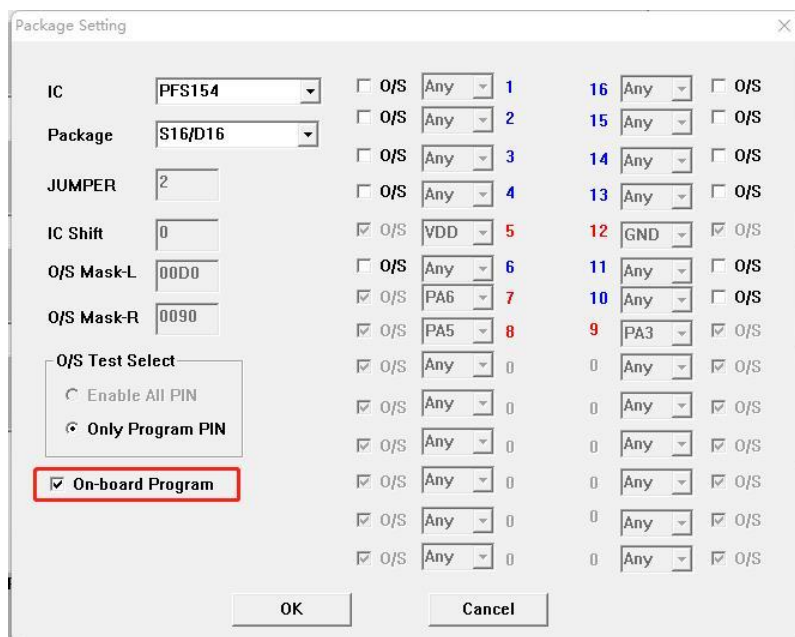 Package Setting
IC PFS154
Package S16/D16
JUMPER 2
IC Shift 0
O/S Mask-L 00D0
O/S Mask-R 0090
O/S Test Select
Enable All PIN
Only Program PIN
On-board Program
O/S Any 1 16 Any O/S
O/S Any 2 15 Any O/S
O/S Any 3 14 Any O/S
O/S Any 4 13 Any O/S
O/S VDD 5 12 GND O/S
O/S Any 6 11 Any O/S
O/S PA6 7 10 Any O/S
O/S PA5 8 9 PA3 O/S
O/S Any 0 0 Any O/S
O/S Any 0 0 Any O/S
O/S Any 0 0 Any O/S
O/S Any 0 0 Any O/S
O/S Any 0 0 Any O/S
O/S Any 0 0 Any O/S
OK Cancel